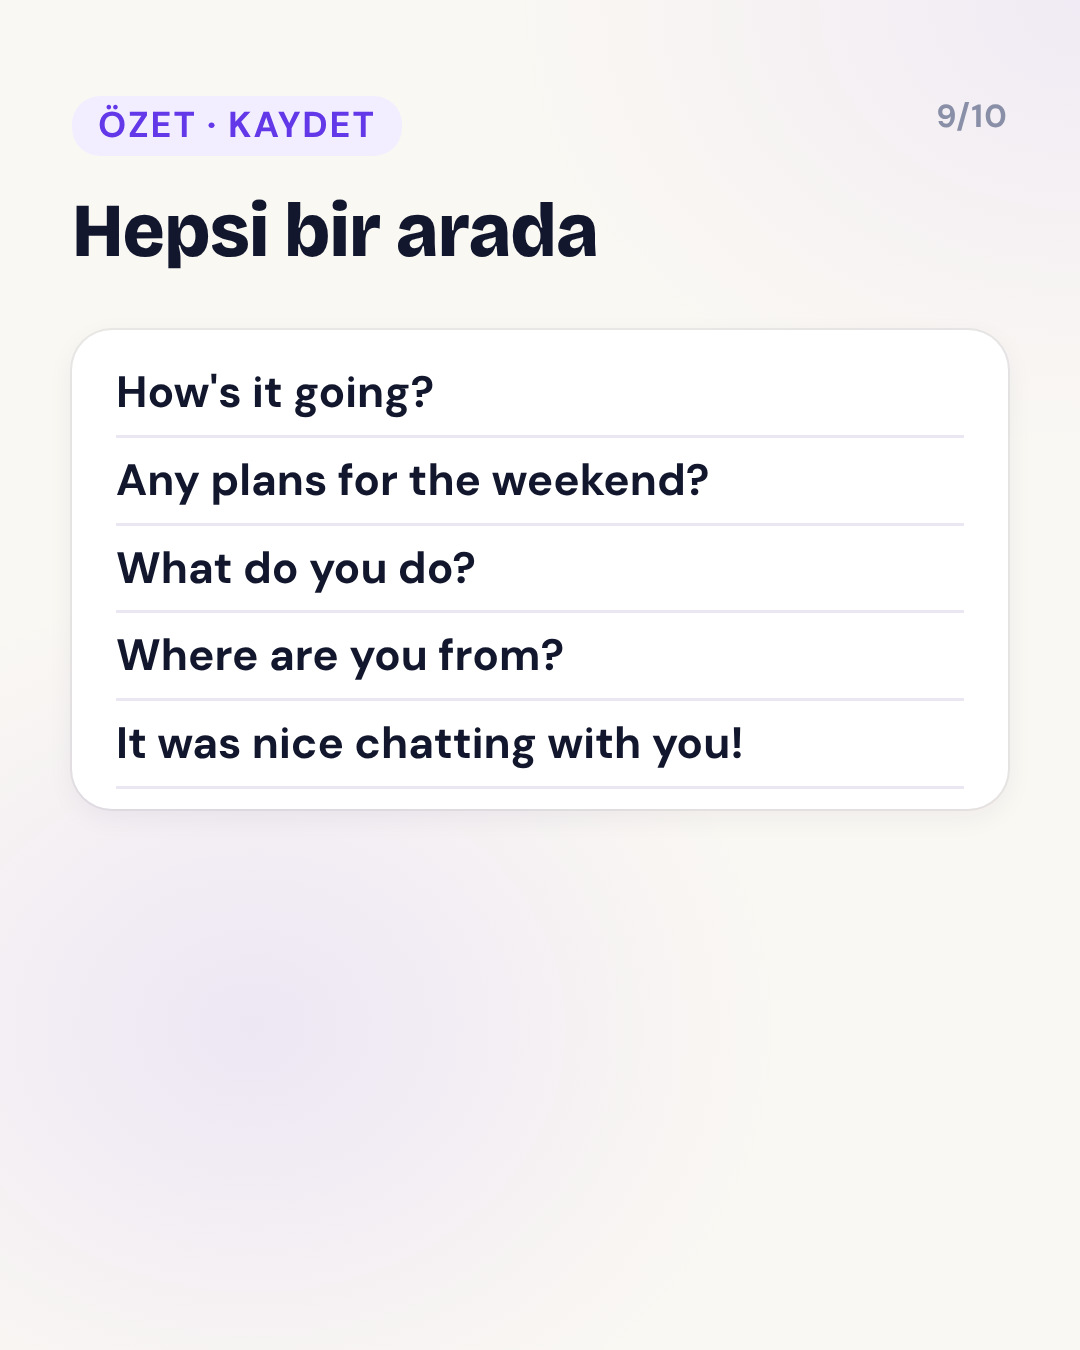 ÖZET · KAYDET
9/10
Hepsi bir arada
How's it going?
Any plans for the weekend?
What do you do?
Where are you from?
It was nice chatting with you!